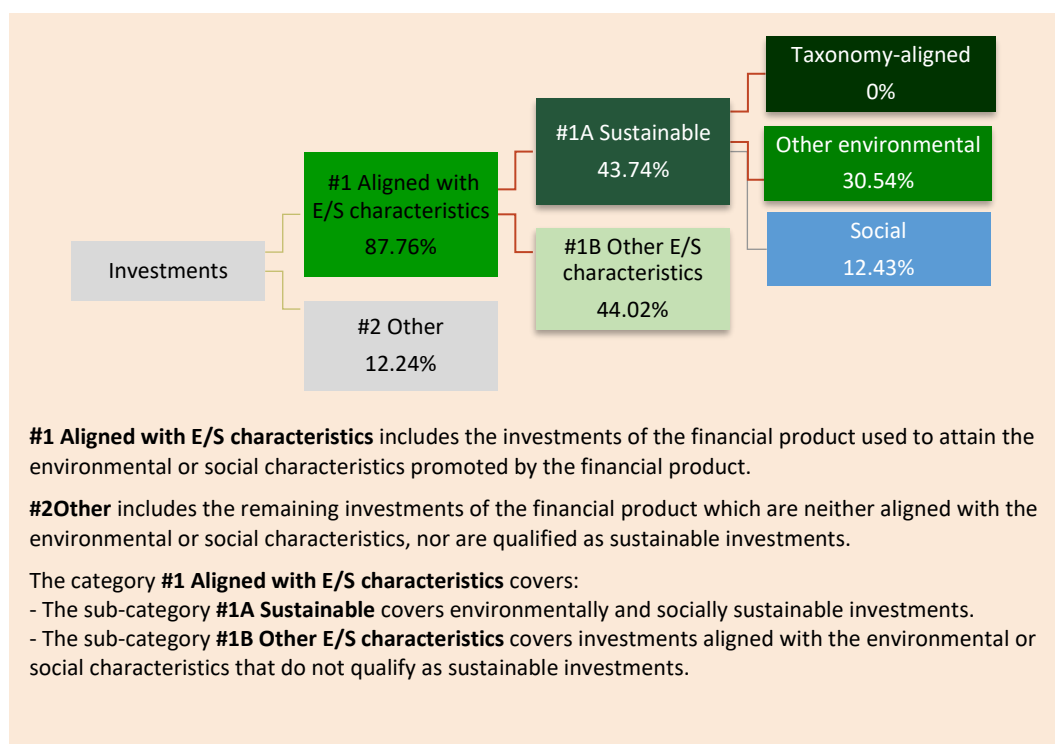 Taxonomy-aligned
0%
#1A Sustainable
43.74%
Other environmental
30.54%
#1 Aligned with
E/S characteristics
87.76%
Social
12.43%
#1B Other E/S
characteristics
44.02%
Investments
#2 Other
12.24%
#1 Aligned with E/S characteristics includes the investments of the financial product used to attain the
environmental or social characteristics promoted by the financial product.
#2Other includes the remaining investments of the financial product which are neither aligned with the
environmental or social characteristics, nor are qualified as sustainable investments.
The category #1 Aligned with E/S characteristics covers:
- The sub-category #1A Sustainable covers environmentally and socially sustainable investments.
- The sub-category #1B Other E/S characteristics covers investments aligned with the environmental or
social characteristics that do not qualify as sustainable investments.